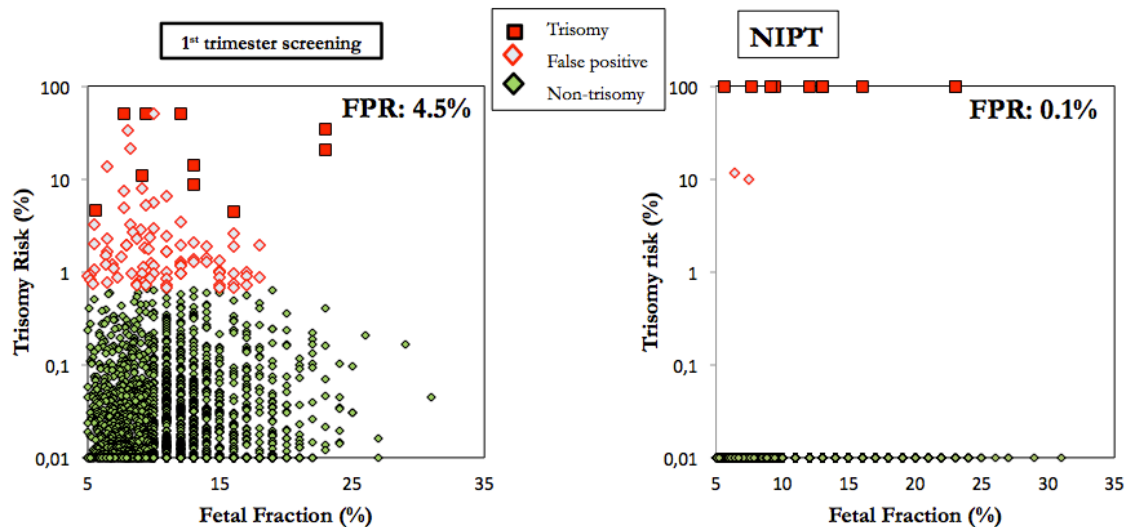 1st trimester screening
Trisomy
False positive
Non-trisomy
NIPT
FPR: 4.5%
100
10
1
0,1
0,01
Trisomy Risk (%)
5
15
25
35
Fetal Fraction (%)
FPR: 0.1%
100
10
1
0,1
0,01
Trisomy risk (%)
5
10
15
20
25
30
35
Fetal Fraction (%)